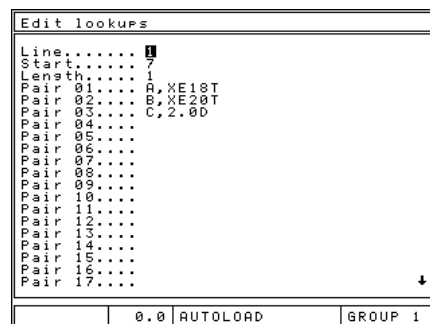 Edit lookups
Line....... 1
Start...... 7
Length..... 1
Pair 01.... A,XE18T
Pair 02.... B,XE20T
Pair 03.... C,2.0D
Pair 04....
Pair 05....
Pair 06....
Pair 07....
Pair 08....
Pair 09....
Pair 10....
Pair 11....
Pair 12....
Pair 13....
Pair 14....
Pair 15....
Pair 16....
Pair 17....
0.0 AUTOLOAD GROUP 1